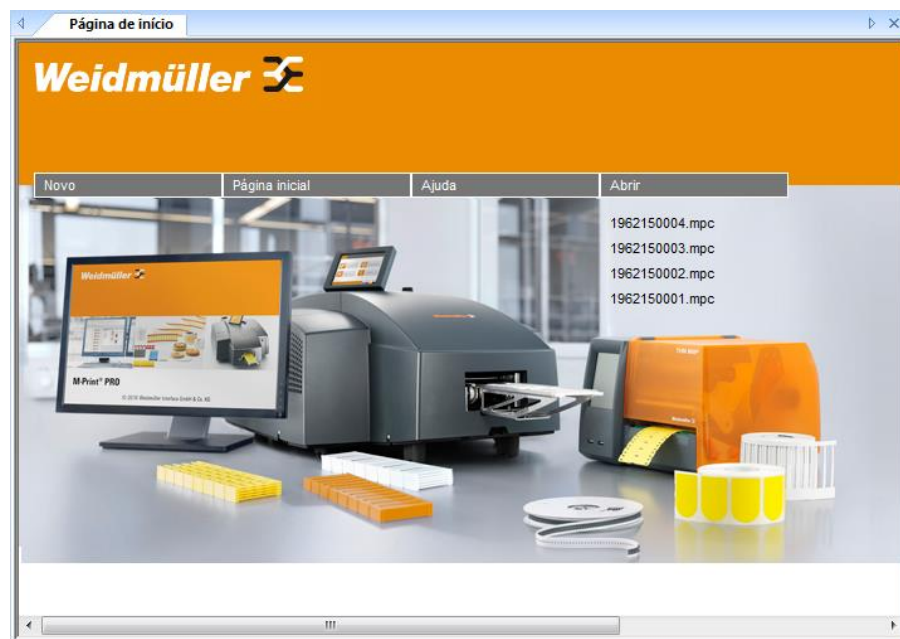 Página de início
Weidmüller
Novo
Página inicial
Ajuda
Abrir
1962150004.mpc
1962150003.mpc
1962150002.mpc
1962150001.mpc
Weidmüller
M-Print® PRO